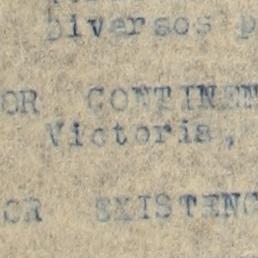 Diversos p
OR CONTINEN
Victoria,
OR EXISTENC